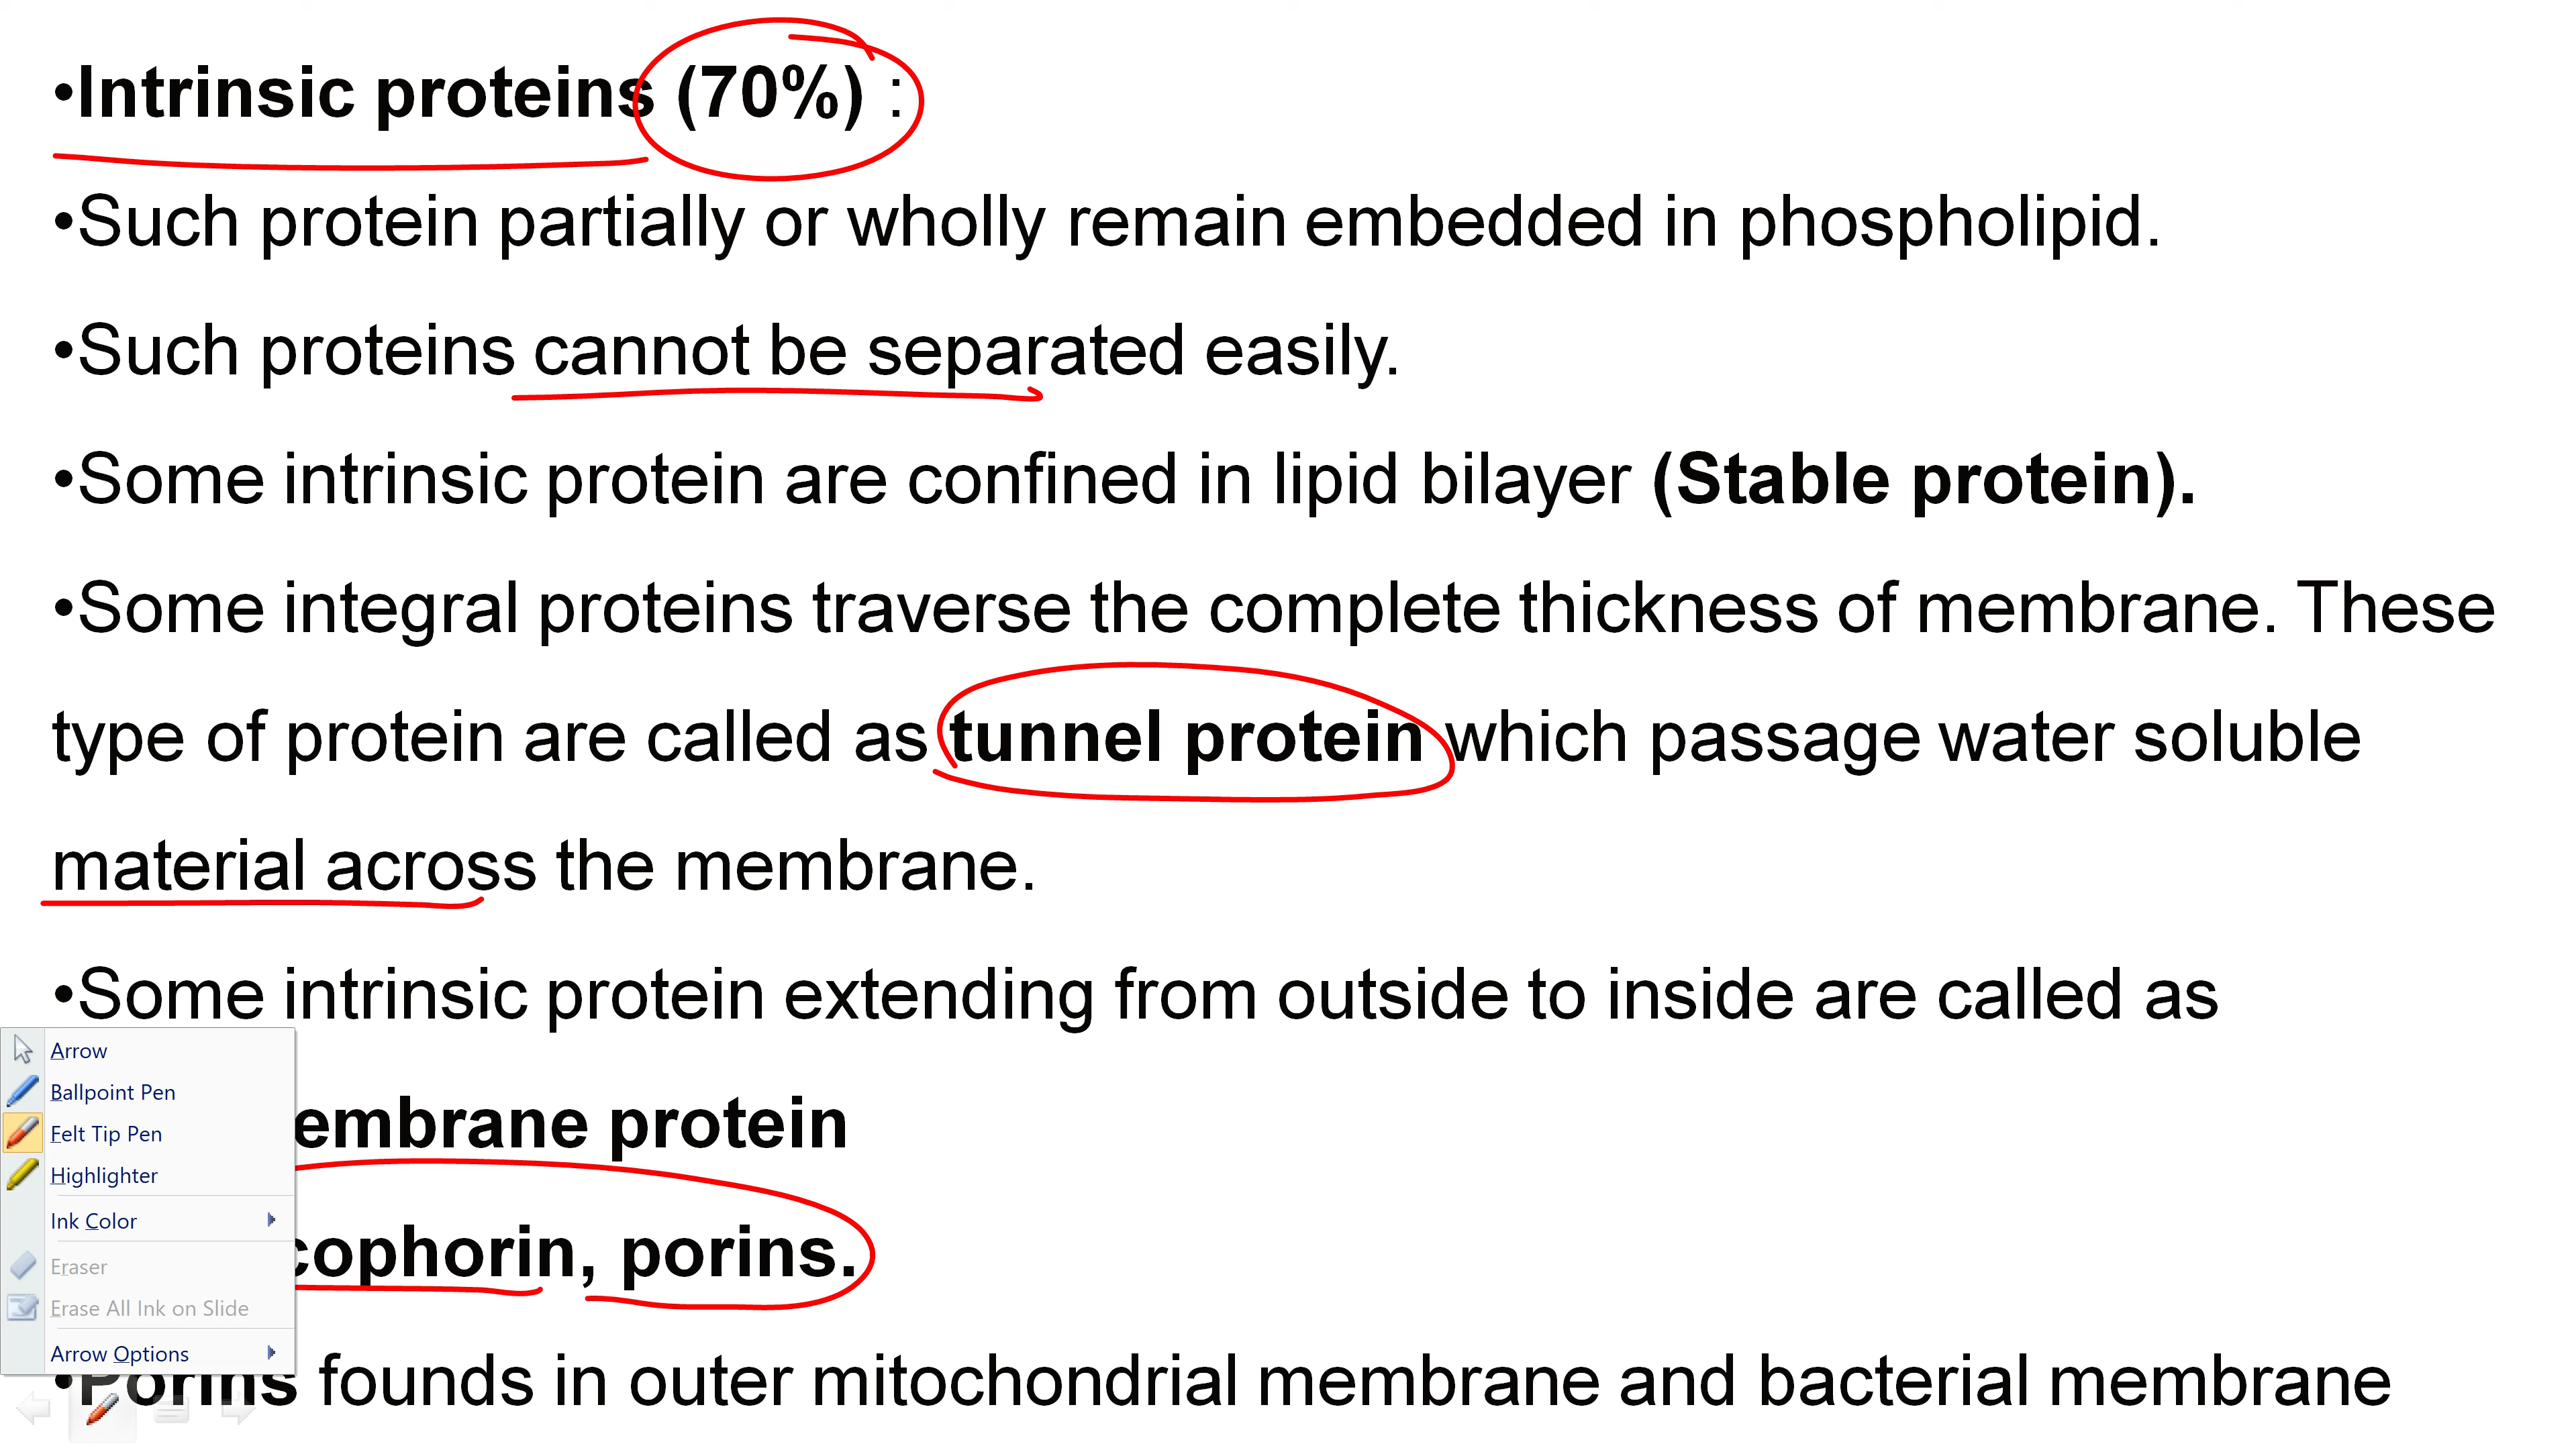 •Intrinsic proteins (70%) :
•Such protein partially or wholly remain embedded in phospholipid.
•Such proteins cannot be separated easily.
•Some intrinsic protein are confined in lipid bilayer (Stable protein).
•Some integral proteins traverse the complete thickness of membrane. These
type of protein are called as tunnel protein which passage water soluble
material across the membrane.
•Some intrinsic protein extending from outside to inside are called as
embrane protein
cophorin, porins.
•Porins founds in outer mitochondrial membrane and bacterial membrane
Arrow
Ballpoint Pen
Felt Tip Pen
Highlighter
Ink Color
Eraser
Erase All Ink on Slide
Arrow Options